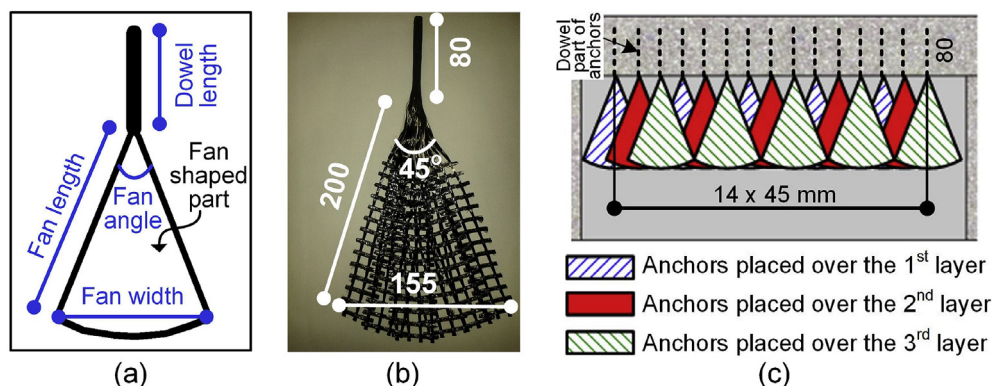 Dowel
length
Fan length
Fan
angle
Fan
shaped
part
Fan width
(a)
80
200
45°
155
(b)
Dowel
part of
anchors
80
14 x 45 mm
Anchors placed over the 1st layer
Anchors placed over the 2nd layer
Anchors placed over the 3rd layer
(c)